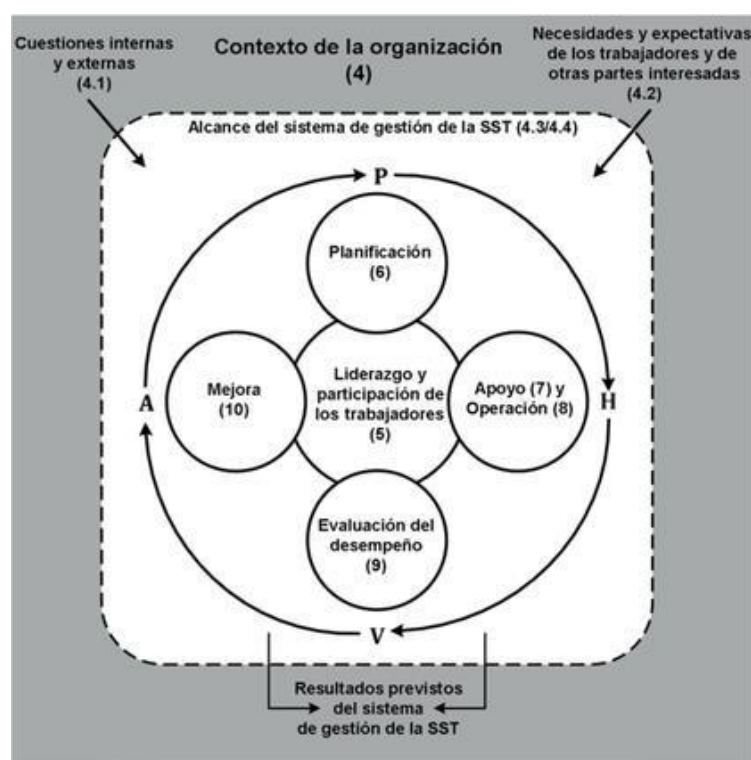 Cuestiones internas
y externas
(4.1)
Contexto de la organización
(4)
Necesidades y expectativas
de los trabajadores y de
otras partes interesadas
(4.2)
Alcance del sistema de gestión de la SST (4.3/4.4)
P
Planificación
(6)
A
Mejora
(10)
Liderazgo y
participación de
los trabajadores
(5)
Apoyo (7) y
Operación (8)
H
Evaluación del
desempeño
(9)
V
Resultados previstos
del sistema
de gestión de la SST